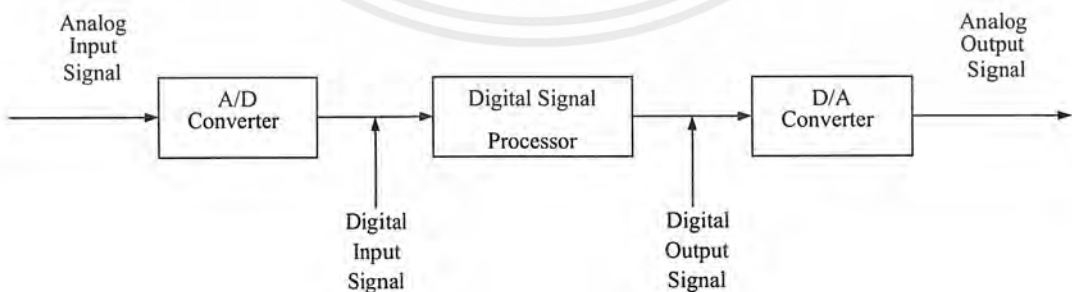 Analog
Input
Signal
A/D
Converter
Digital
Input
Signal
Digital Signal
Processor
Digital
Output
Signal
D/A
Converter
Analog
Output
Signal